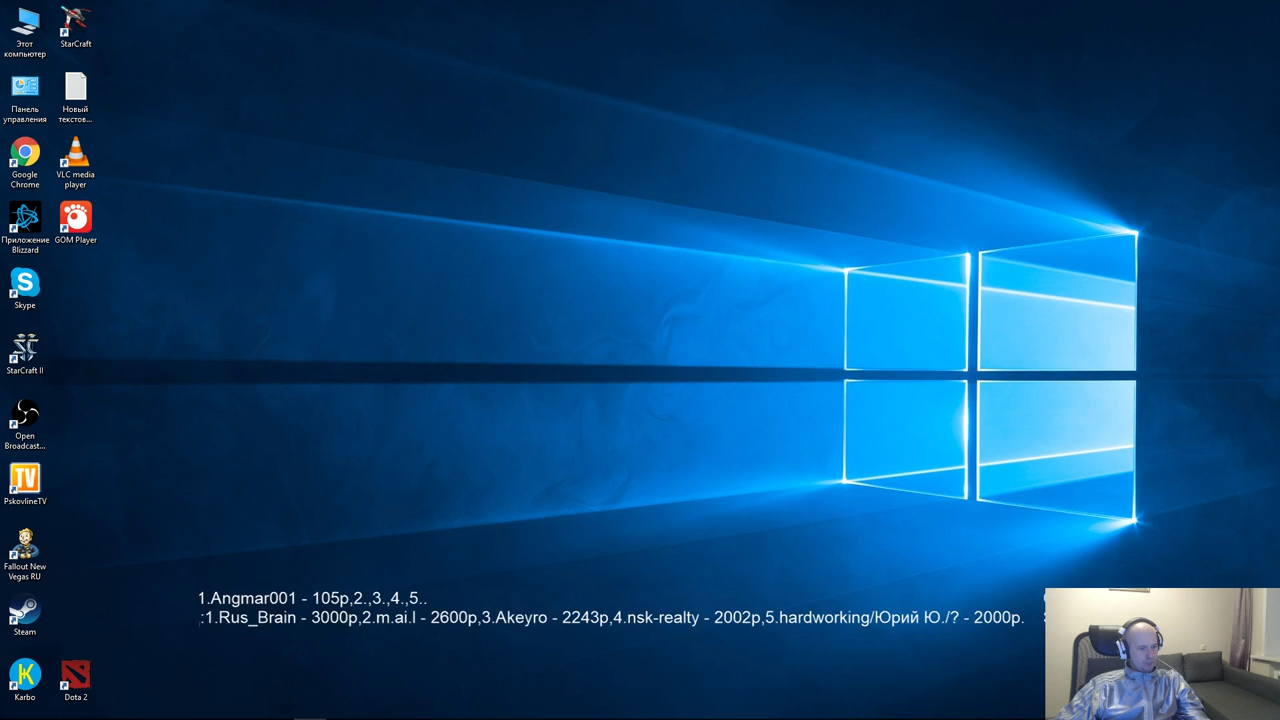 Этот
компьютер
StarCraft
Панель
управления
Новый
текстов...
Google
Chrome
VLC media
player
Приложение
Blizzard
GOM Player
Skype
StarCraft II
Open
Broadcast...
TV
PskovlineTV
Fallout New
Vegas RU
Steam
Karbo
Dota 2
1.Angmar001 - 105р,2.,3.,4.,5..
:1.Rus_Brain - 3000р,2.m.ai.l - 2600р,3.Akeyro - 2243р,4.nsk-realty - 2002р,5.hardworking/Юрий Ю./? - 2000р.